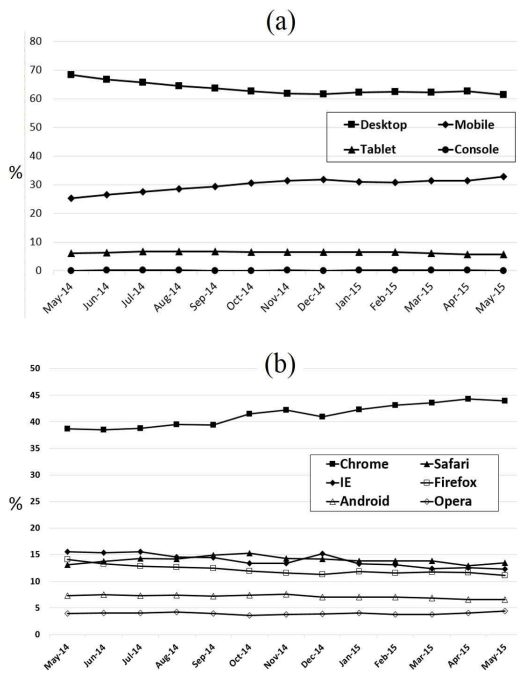 (a)
80
70
60
50
40
30
20
10
0
%
Desktop Mobile
Tablet Console
May-14 Jun-14 Jul-14 Aug-14 Sep-14 Oct-14 Nov-14 Dec-14 Jan-15 Feb-15 Mar-15 Apr-15 May-15
(b)
50
45
40
35
30
25
20
15
10
5
0
%
Chrome Safari
IE Firefox
Android Opera
May-14 Jun-14 Jul-14 Aug-14 Sep-14 Oct-14 Nov-14 Dec-14 Jan-15 Feb-15 Mar-15 Apr-15 May-15